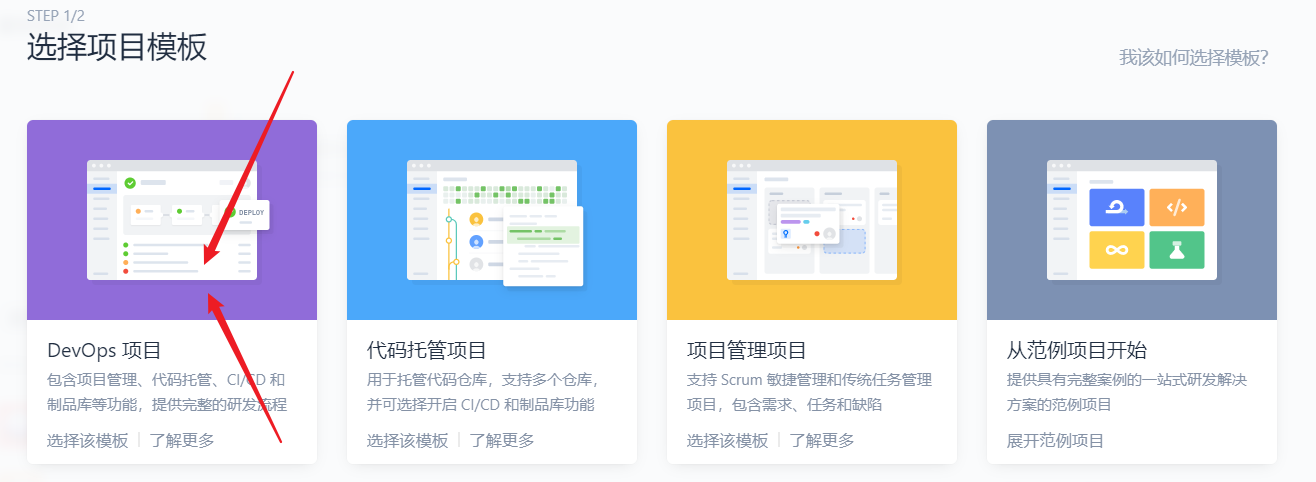 STEP 1/2
选择项目模板
我该如何选择模板?
DEPLOY
DevOps 项目
包含项目管理、代码托管、CI/CD 和
制品库等功能，提供完整的研发流程
选择该模板 | 了解更多
代码托管项目
用于托管代码仓库，支持多个仓库，
并可选择开启 CI/CD 和制品库功能
选择该模板 | 了解更多
项目管理项目
支持 Scrum 敏捷管理和传统任务管理
项目，包含需求、任务和缺陷
选择该模板 | 了解更多
从范例项目开始
提供具有完整案例的一站式研发解决
方案的范例项目
展开范例项目